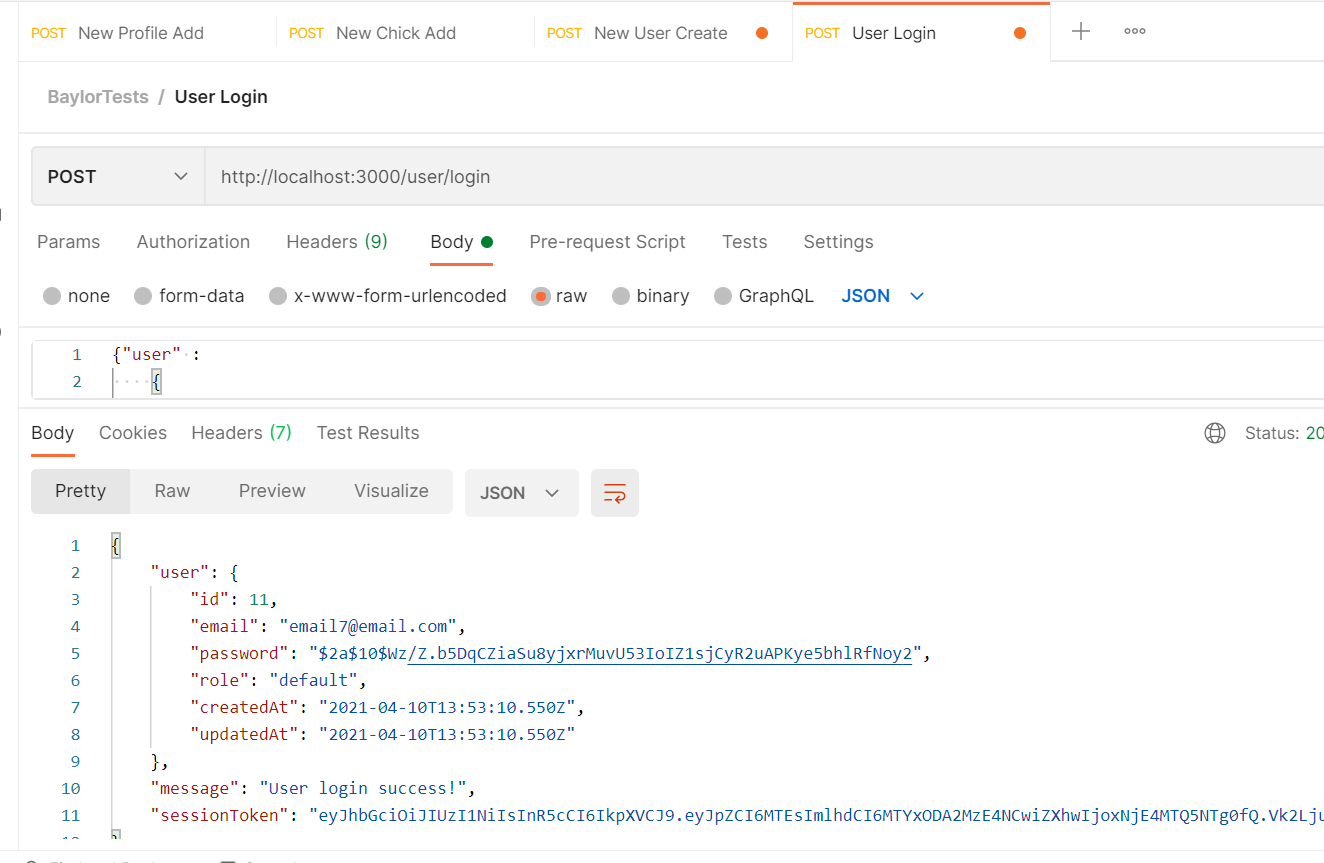 POST New Profile Add POST New Chick Add POST New User Create POST User Login
BaylorTests / User Login
POST http://localhost:3000/user/login
Params Authorization Headers (9) Body Pre-request Script Tests Settings
none form-data x-www-form-urlencoded raw binary GraphQL JSON
1 {"user" :
2 {
Body Cookies Headers (7) Test Results Status: 20
Pretty Raw Preview Visualize JSON
1 {
2 "user": {
3 "id": 11,
4 "email": "email7@email.com",
5 "password": "$2a$10$Wz/Z.b5DqCZiaSu8yjxrMuvU53IoIZ1sjCyR2uAPKye5bhlRfNoy2",
6 "role": "default",
7 "createdAt": "2021-04-10T13:53:10.550Z",
8 "updatedAt": "2021-04-10T13:53:10.550Z"
9 },
10 "message": "User login success!",
11 "sessionToken": "eyJhbGciOiJIUzI1NiIsInR5cCI6IkpXVCJ9.eyJpZCI6MTEsImlhdCI6MTYxODA2MzE4NCwiZXhwIjoxNjE4MTQ5NTg0fQ.Vk2Lju
12 }